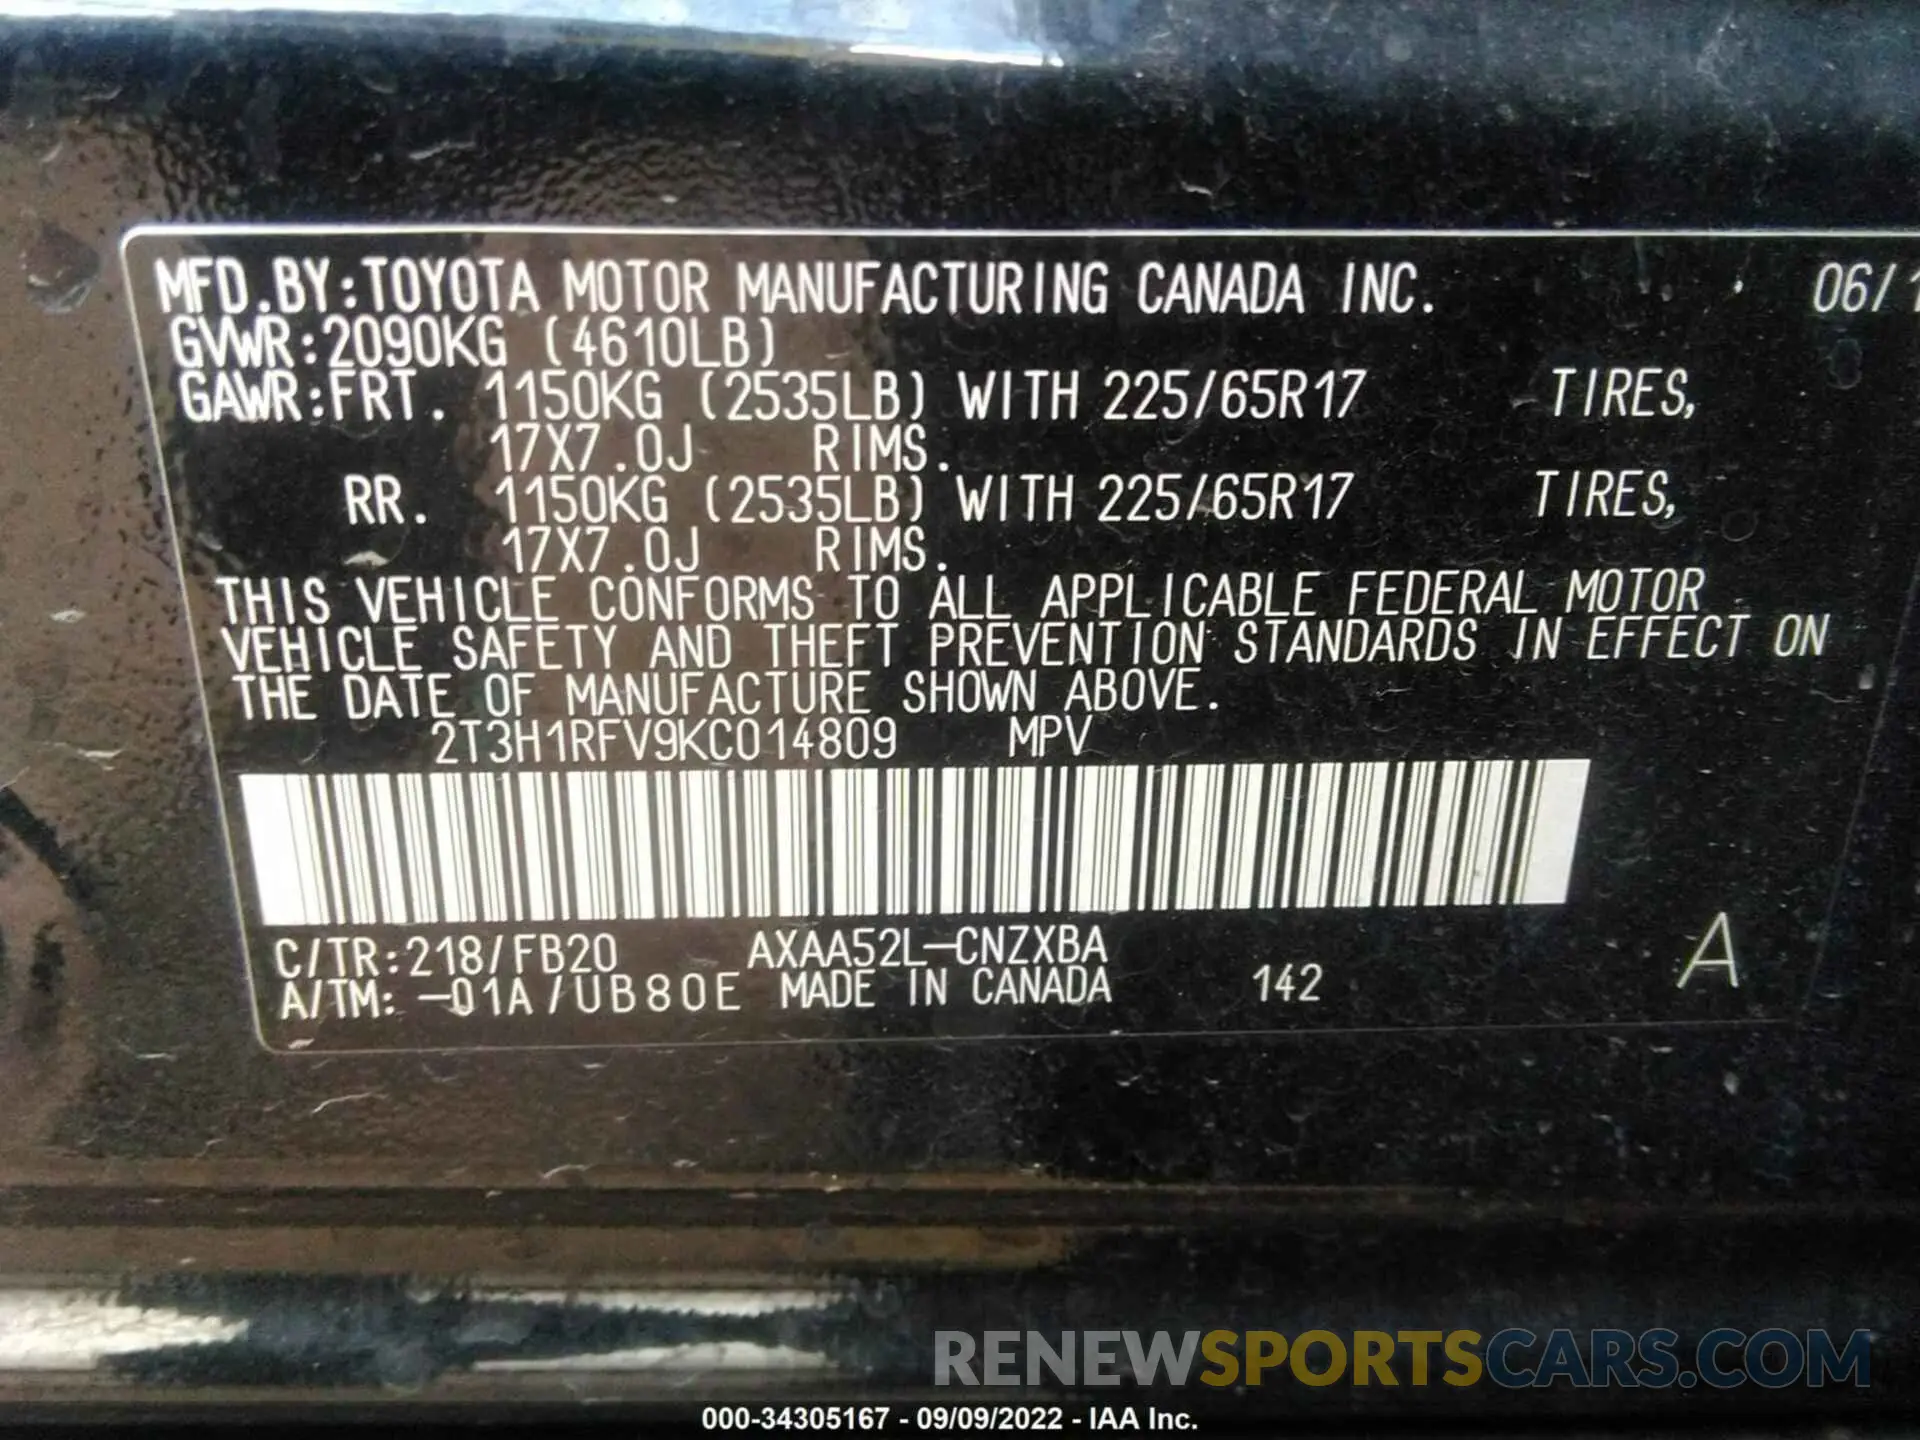 MFD.BY:TOYOTA MOTOR MANUFACTURING CANADA INC. 06/1
GVWR:2090KG (4610LB)
GAWR:FRT. 1150KG (2535LB) WITH 225/65R17 TIRES,
17X7.0J RIMS.
RR. 1150KG (2535LB) WITH 225/65R17 TIRES,
17X7.0J RIMS.
THIS VEHICLE CONFORMS TO ALL APPLICABLE FEDERAL MOTOR
VEHICLE SAFETY AND THEFT PREVENTION STANDARDS IN EFFECT ON
THE DATE OF MANUFACTURE SHOWN ABOVE.
2T3H1RFV9KC014809 MPV
C/TR:218/FB20 AXAA52L-CNZXBA
A/TM:-01A/UB80E MADE IN CANADA 142 A
RENEWSPORTSCARS.COM
000-34305167 - 09/09/2022 - IAA Inc.